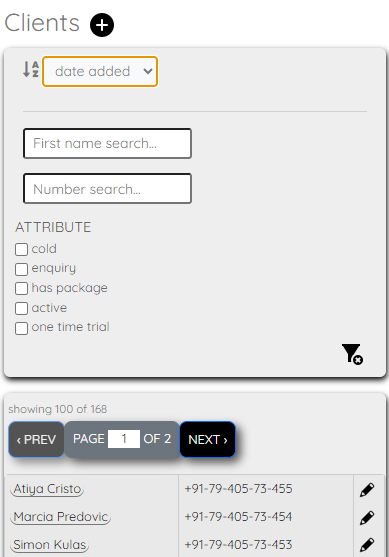 Clients
A
Z
date added
First name search...
Number search...
ATTRIBUTE
cold
enquiry
has package
active
one time trial
showing 100 of 168
‹ PREV PAGE 1 OF 2 NEXT ›
Atiya Cristo +91-79-405-73-455
Marcia Predovic +91-79-405-73-454
Simon Kulas +91-79-405-73-453